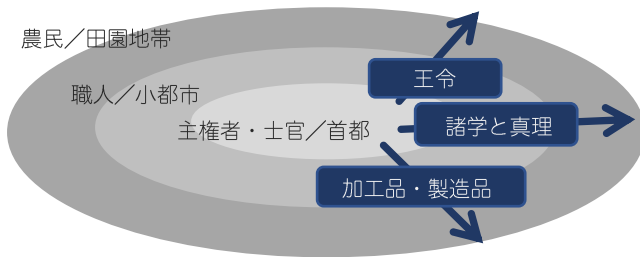 農民／田園地帯
職人／小都市
主権者・士官／首都
王令
諸学と真理
加工品・製造品